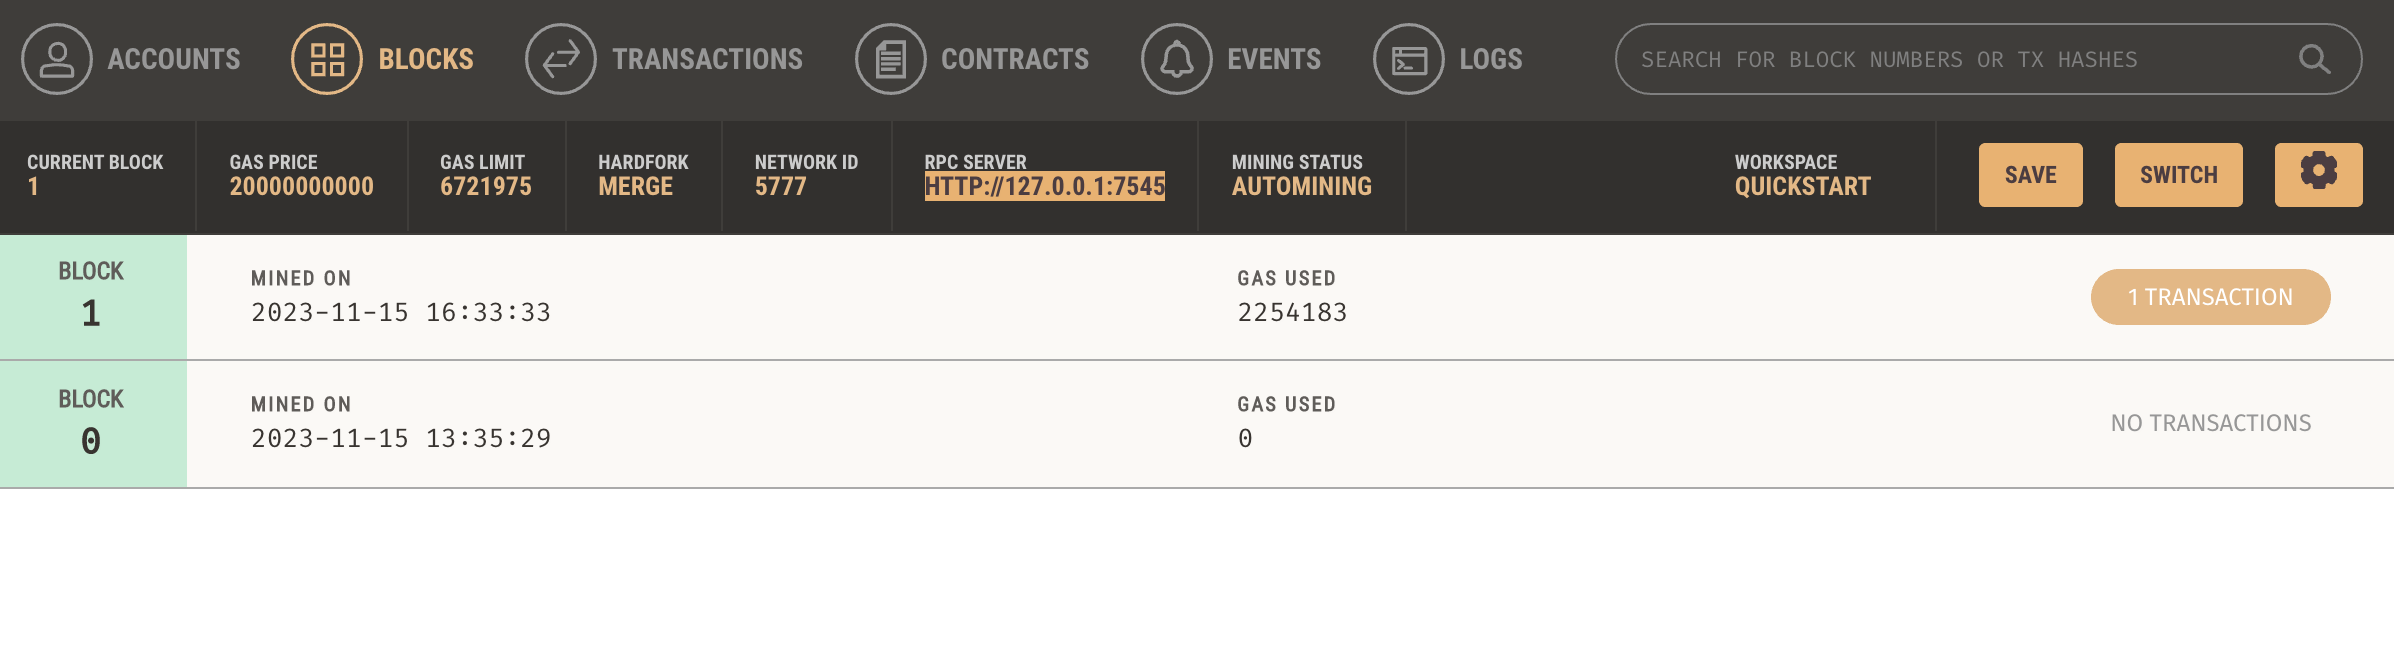 ACCOUNTS BLOCKS TRANSACTIONS CONTRACTS EVENTS LOGS SEARCH FOR BLOCK NUMBERS OR TX HASHES
CURRENT BLOCK GAS PRICE GAS LIMIT HARDFORK NETWORK ID RPC SERVER MINING STATUS WORKSPACE
1 20000000000 6721975 MERGE 5777 HTTP://127.0.0.1:7545 AUTOMINING QUICKSTART SAVE SWITCH
BLOCK MINED ON GAS USED
1 2023-11-15 16:33:33 2254183 1 TRANSACTION
BLOCK MINED ON GAS USED
0 2023-11-15 13:35:29 0 NO TRANSACTIONS